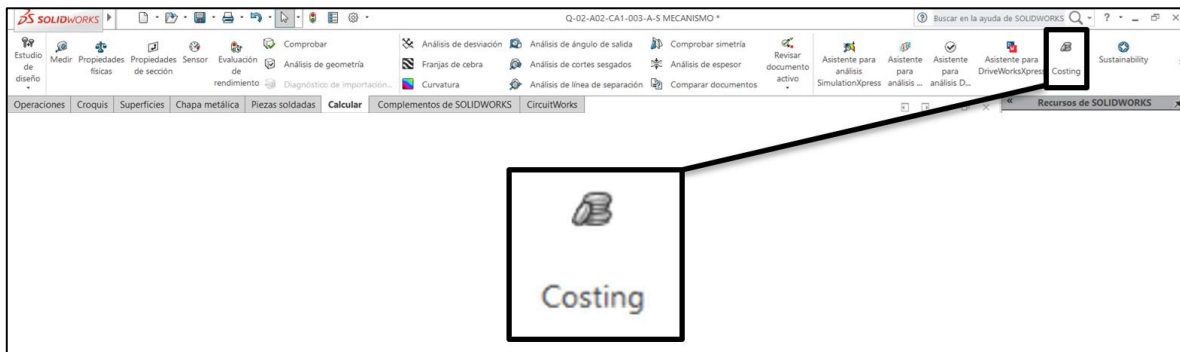 SOLIDWORKS
Q-02-A02-CA1-003-A-S MECANISMO *
Buscar en la ayuda de SOLIDWORKS
?
Estudio de diseño
Medir
Propiedades físicas
Propiedades de sección
Sensor
Evaluación de rendimiento
Comprobar
Análisis de geometría
Diagnóstico de importación...
Análisis de desviación
Franjas de cebra
Curvatura
Análisis de ángulo de salida
Análisis de cortes sesgados
Análisis de línea de separación
Comprobar simetría
Análisis de espesor
Comparar documentos
Revisar documento activo
Asistente para análisis SimulationXpress
Asistente para análisis ...
Asistente para análisis D...
Asistente para DriveWorksXpress
Costing
Sustainability
Operaciones Croquis Superficies Chapa metálica Piezas soldadas Calcular Complementos de SOLIDWORKS CircuitWorks
Recursos de SOLIDWORKS
Costing